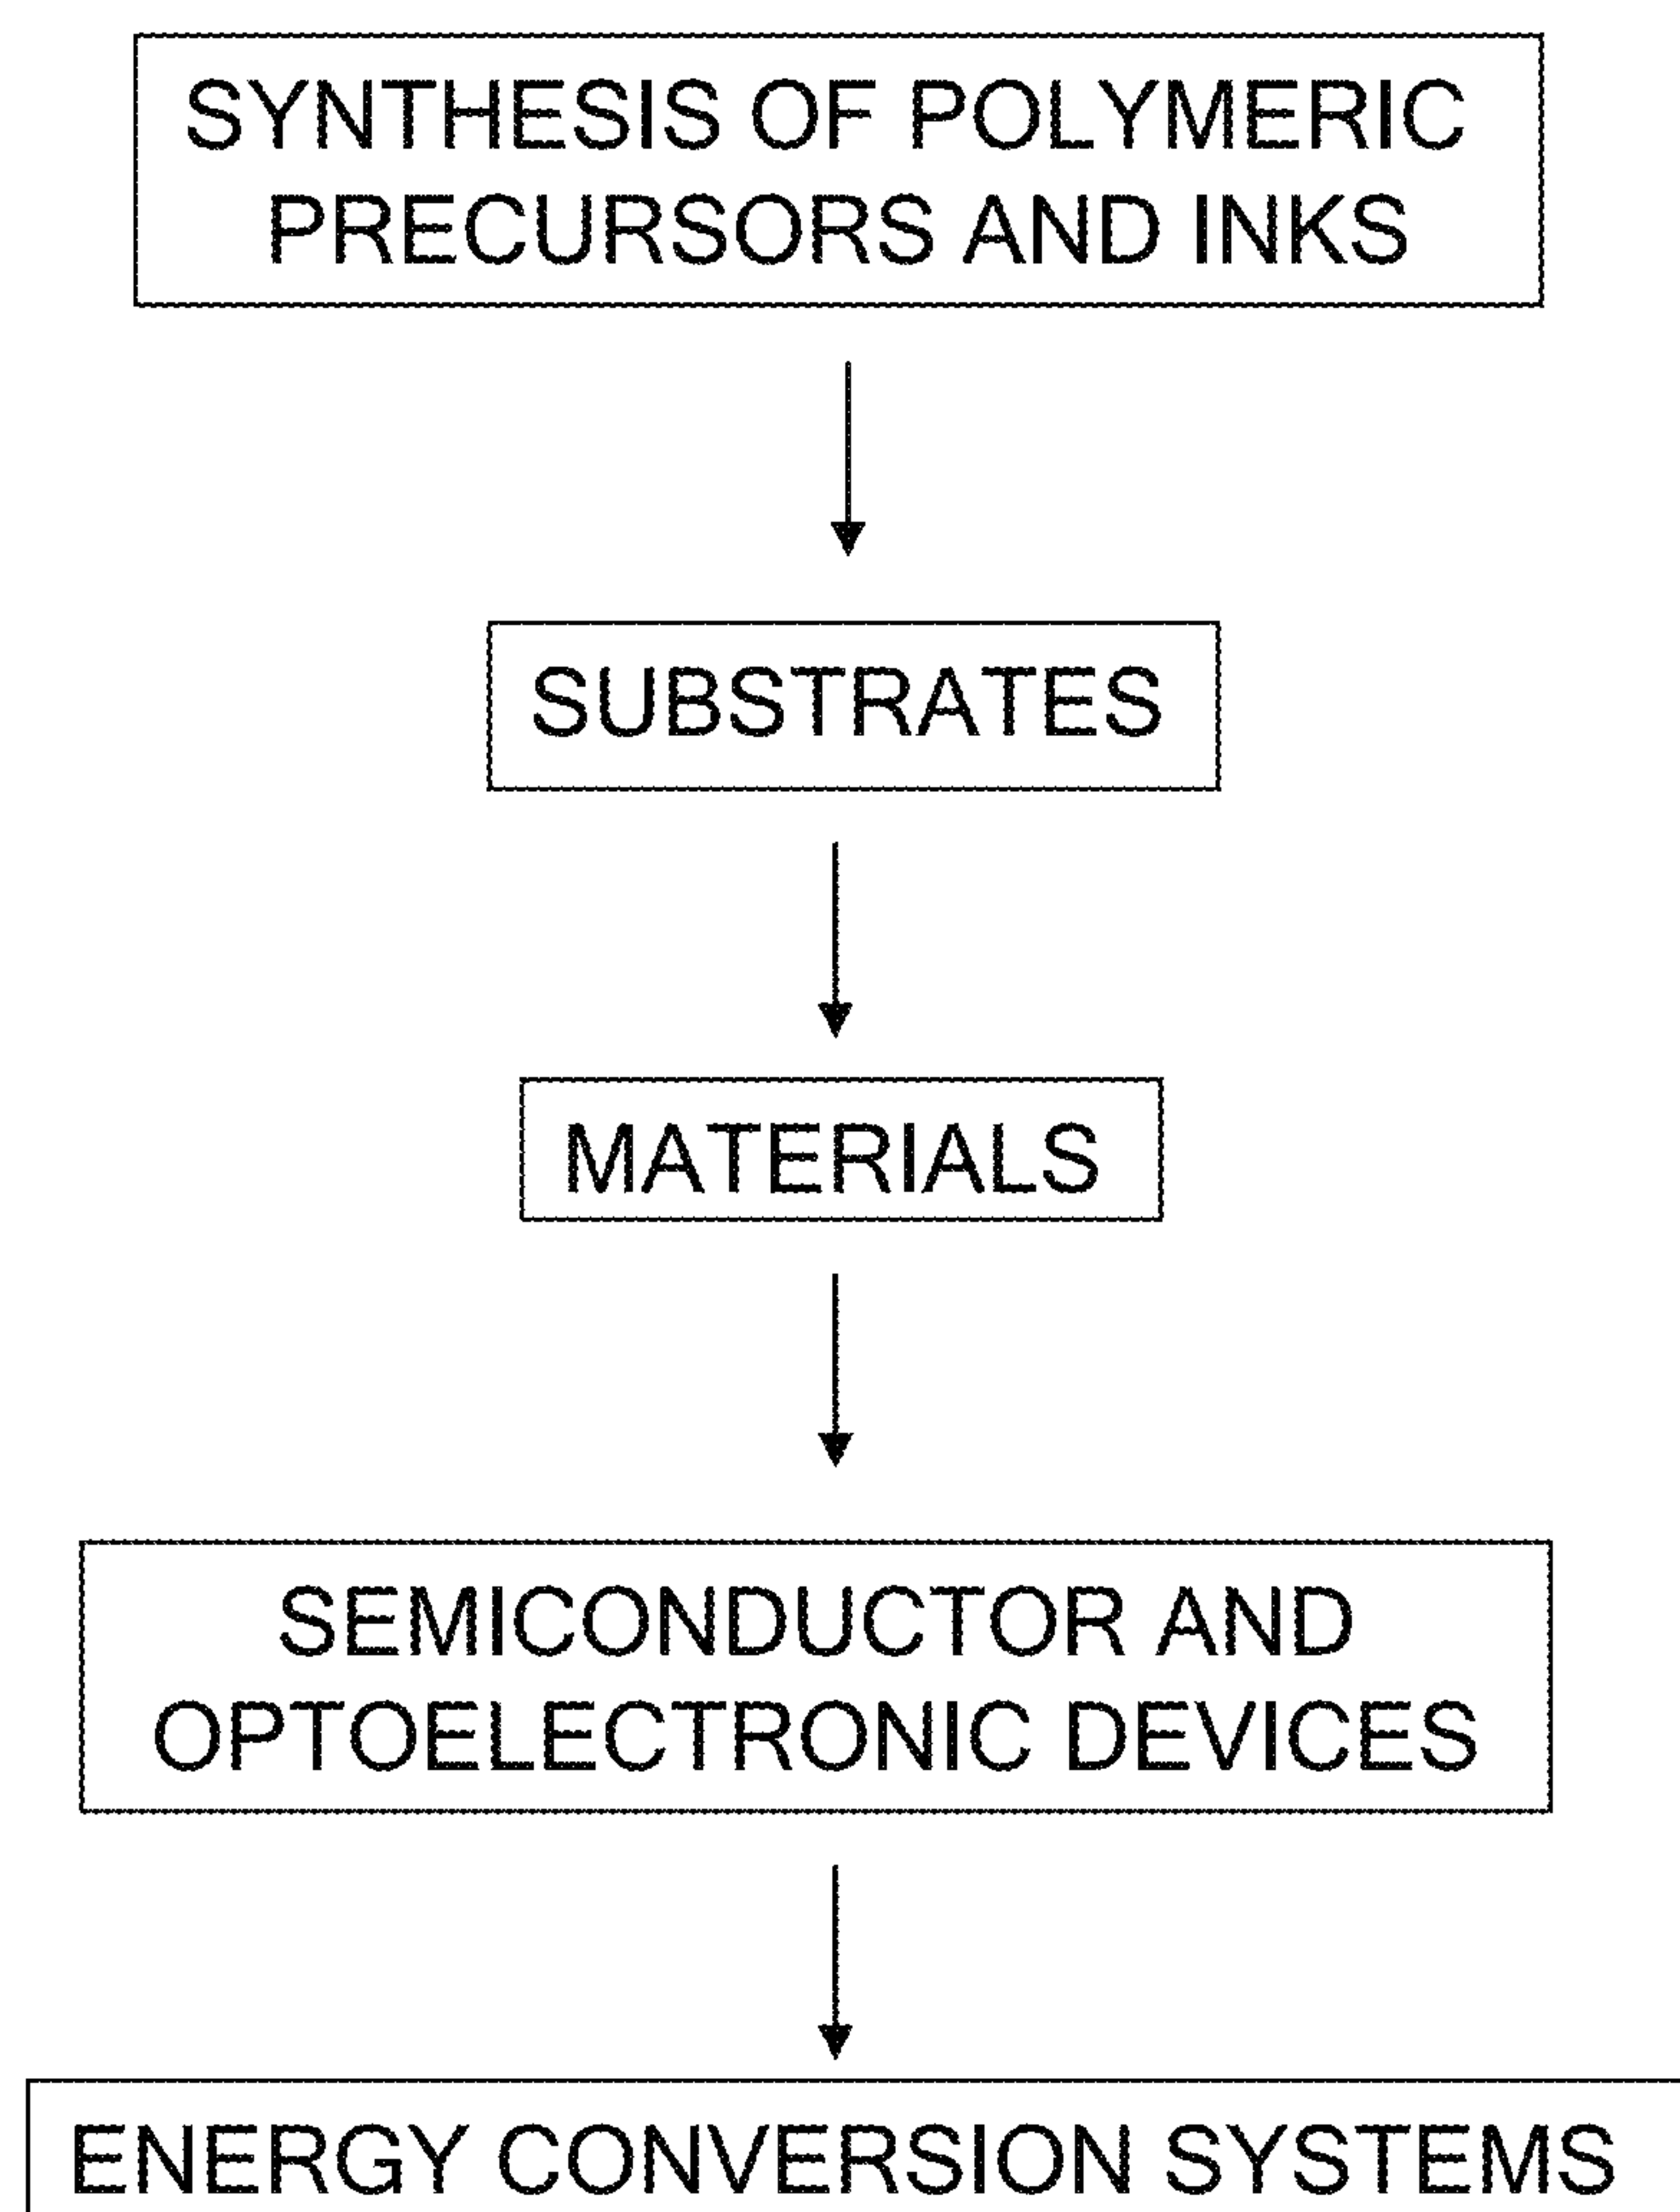 SYNTHESIS OF POLYMERIC
PRECURSORS AND INKS
SUBSTRATES
MATERIALS
SEMICONDUCTOR AND
OPTOELECTRONIC DEVICES
ENERGY CONVERSION SYSTEMS